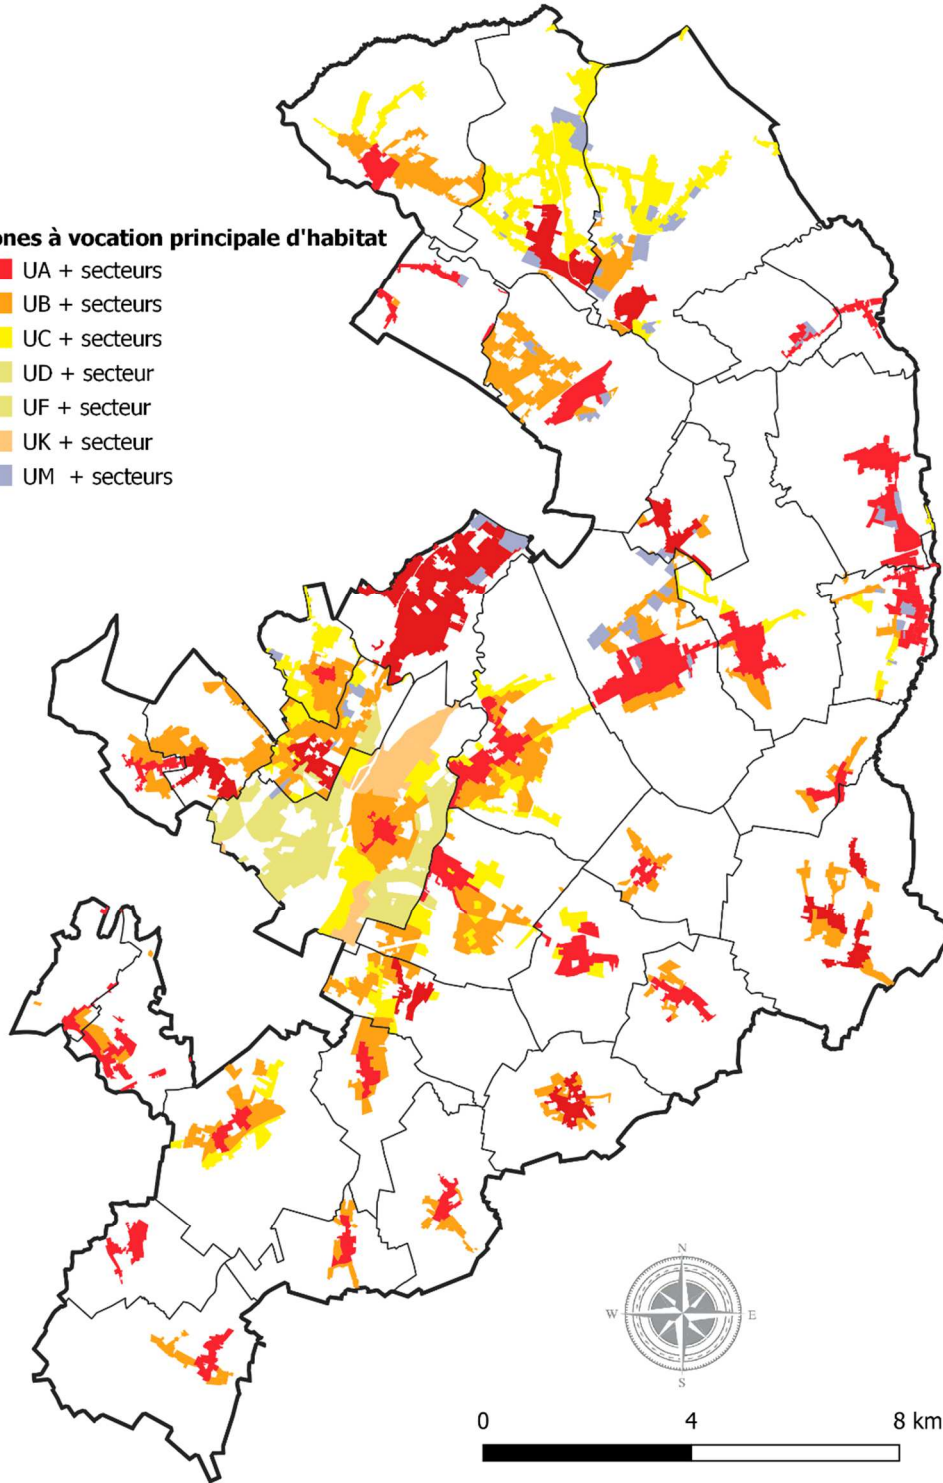 ones à vocation principale d'habitat
UA + secteurs
UB + secteurs
UC + secteurs
UD + secteur
UF + secteur
UK + secteur
UM + secteurs
N
W E
S
0 4 8 km